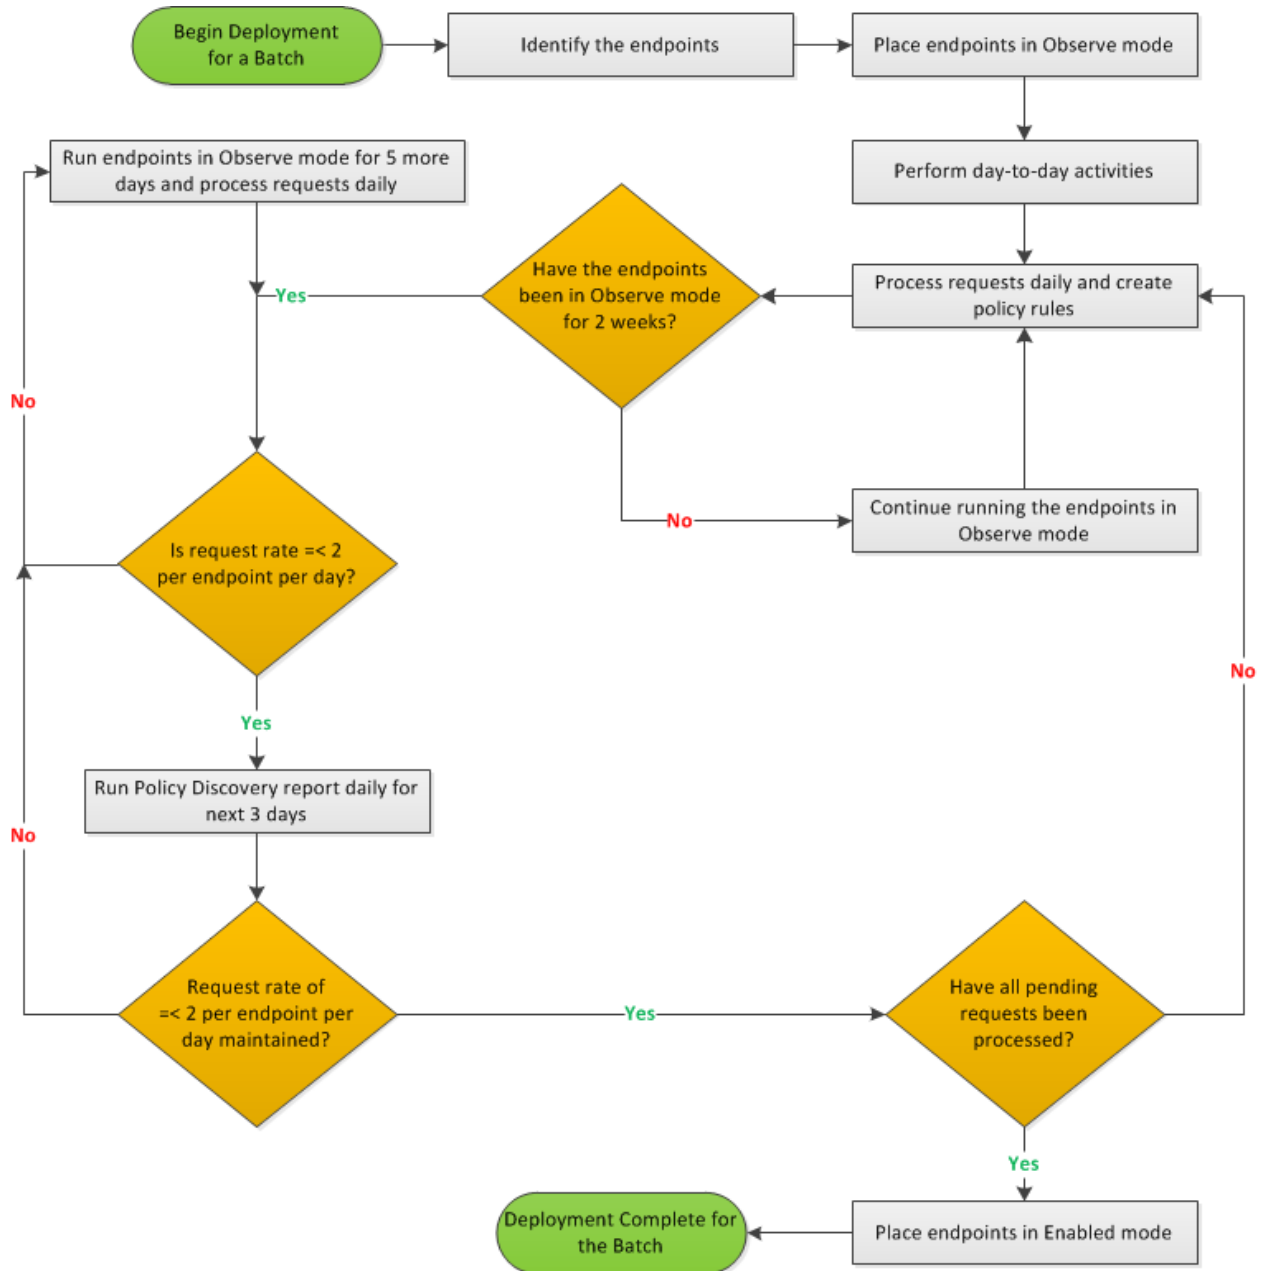 Begin Deployment
for a Batch
Identify the endpoints
Place endpoints in Observe mode
Run endpoints in Observe mode for 5 more
days and process requests daily
Perform day-to-day activities
Have the endpoints
been in Observe mode
for 2 weeks?
Process requests daily and create
policy rules
Yes
No
Continue running the endpoints in
Observe mode
No
Is request rate =< 2
per endpoint per day?
No
Yes
Run Policy Discovery report daily for
next 3 days
No
Request rate of
=< 2 per endpoint per
day maintained?
Yes
Have all pending
requests been
processed?
Yes
Place endpoints in Enabled mode
Deployment Complete for
the Batch